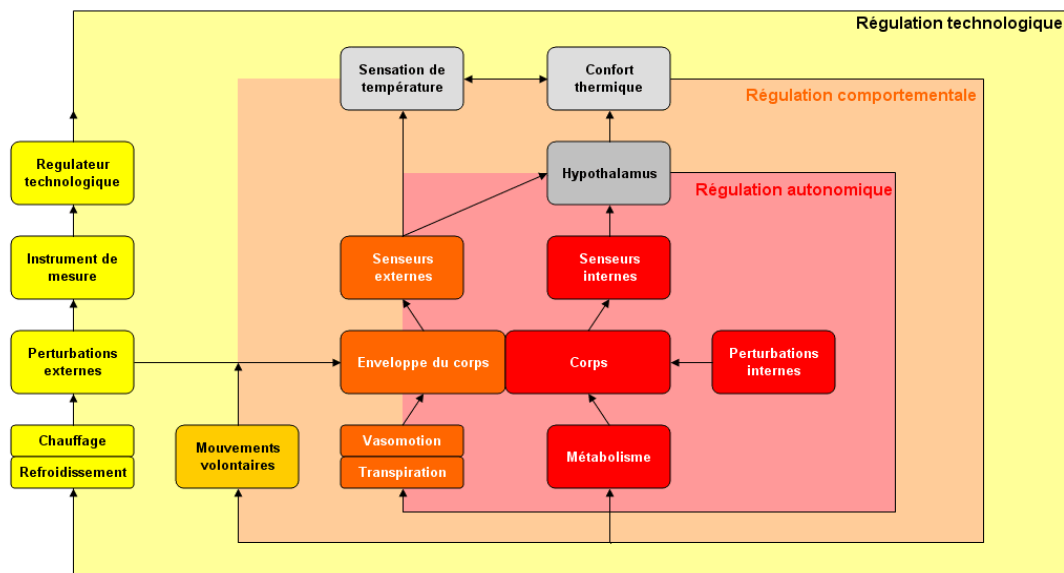 Régulation technologique
Sensation de
température
Confort
thermique
Régulation comportementale
Regulateur
technologique
Hypothalamus
Régulation autonomique
Instrument de
mesure
Senseurs
externes
Senseurs
internes
Perturbations
externes
Enveloppe du corps
Corps
Perturbations
internes
Chauffage
Refroidissement
Mouvements
volontaires
Vasomotion
Transpiration
Métabolisme